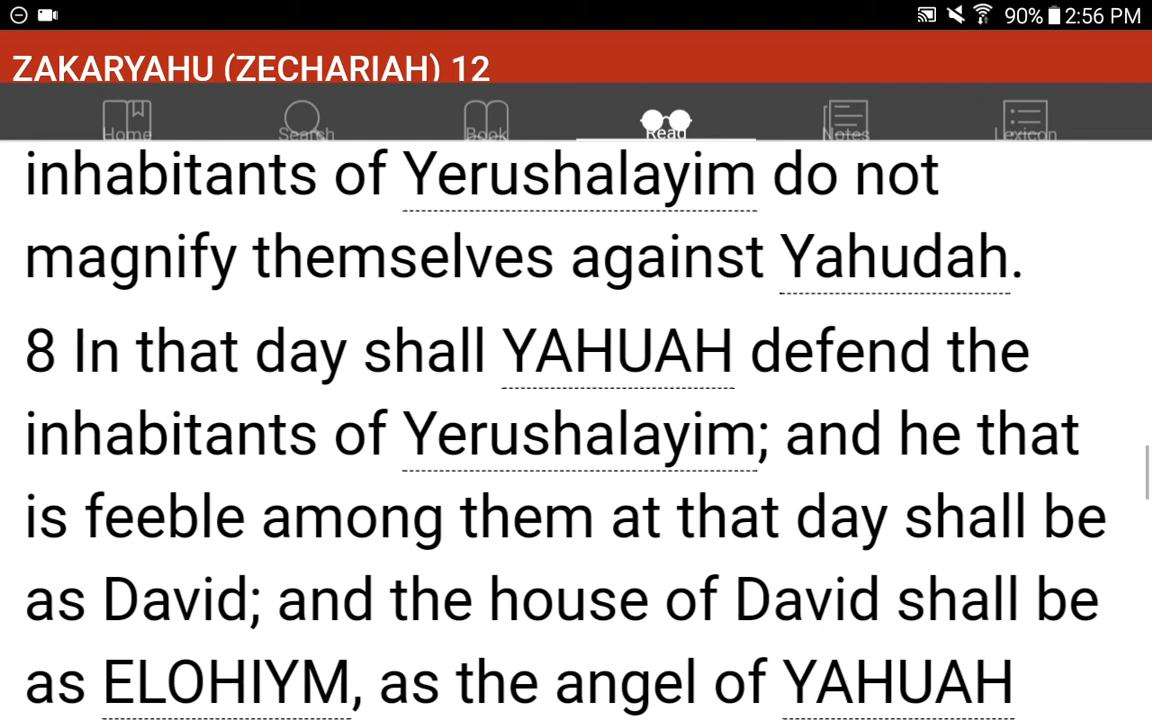 90% 2:56 PM
ZAKARYAHU (ZECHARIAH) 12
Home Search Book Read Notes Lexicon
inhabitants of Yerushalayim do not
magnify themselves against Yahudah.
8 In that day shall YAHUAH defend the
inhabitants of Yerushalayim; and he that
is feeble among them at that day shall be
as David; and the house of David shall be
as ELOHIYM, as the angel of YAHUAH